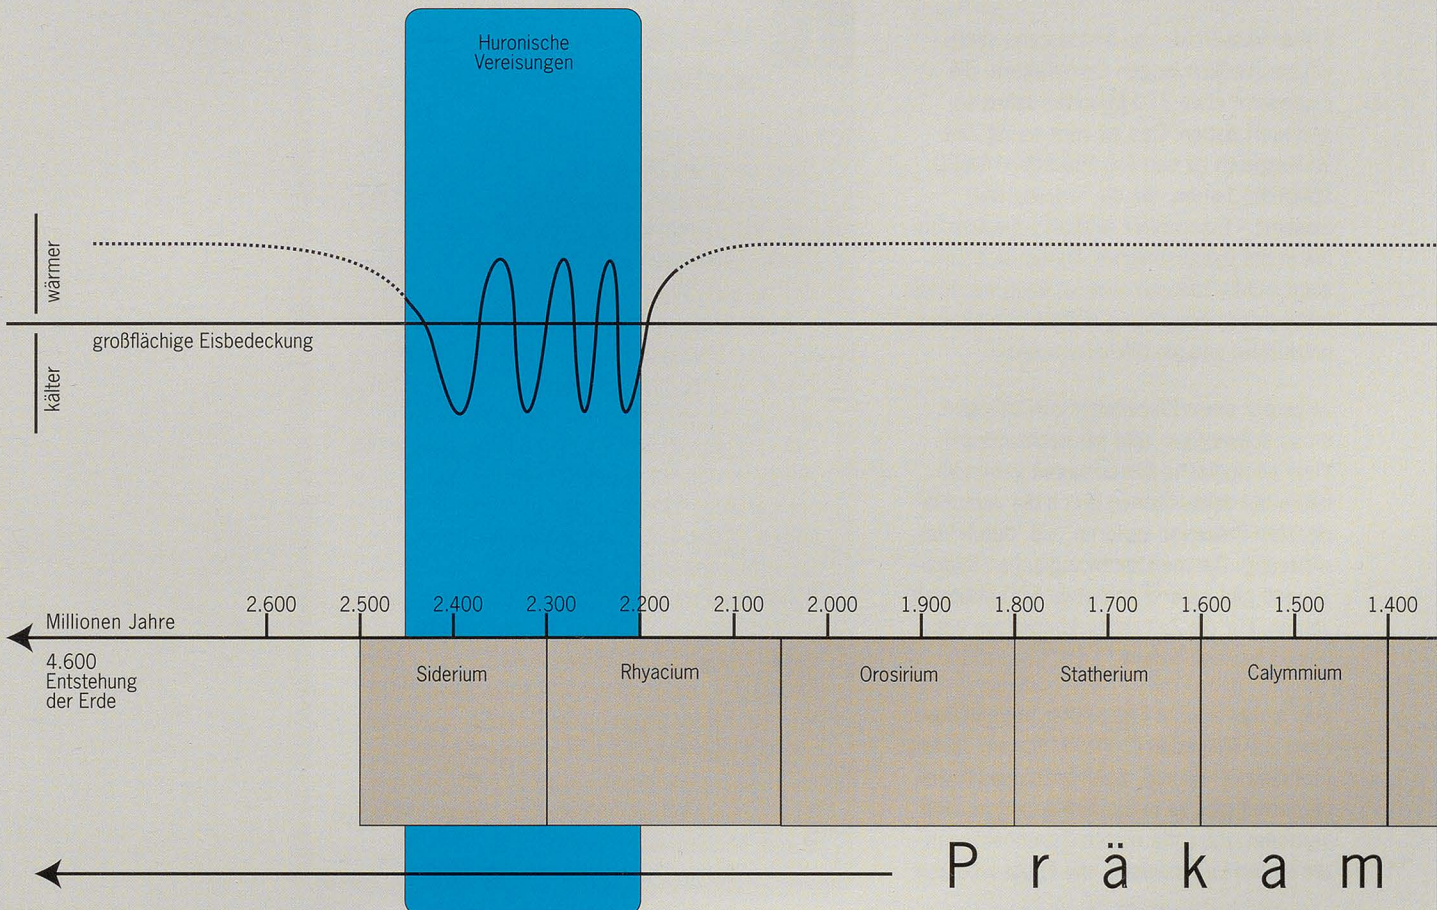 Huronische
Vereisungen
wärmer
großflächige Eisbedeckung
kälter
Millionen Jahre
2.600
2.500
2.400
2.300
2.200
2.100
2.000
1.900
1.800
1.700
1.600
1.500
1.400
4.600
Entstehung
der Erde
Siderium
Rhyacium
Orosirium
Statherium
Calymmium
Präkam